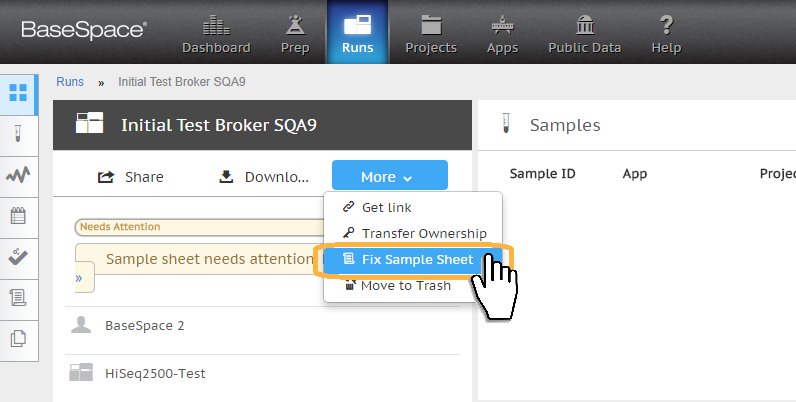 BaseSpace®
Dashboard
Prep
Runs
Projects
Apps
Public Data
Help
Runs » Initial Test Broker SQA9
Initial Test Broker SQA9
Samples
Share
Downlo...
More
Sample ID
App
Projec
Get link
Transfer Ownership
Fix Sample Sheet
Move to Trash
Needs Attention
Sample sheet needs attention
»
BaseSpace 2
HiSeq2500-Test